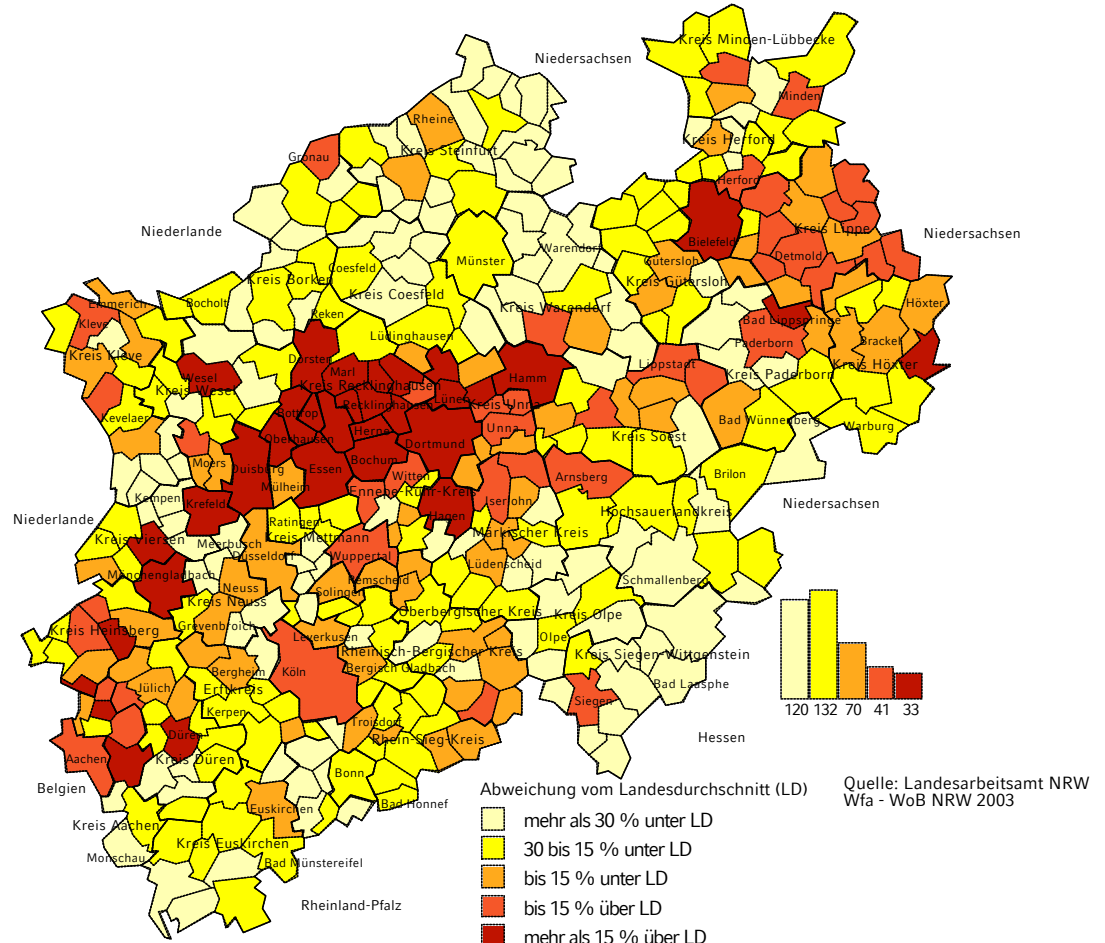 Niedersachsen
Kreis Minden-Lübbecke
Minden
Rheine
Kreis Herford
Kreis Steinfurt
Gronau
Herford
Niederlande
Kreis Lippe
Niedersachsen
Bielefeld
Warendorf
Detmold
Münster
Gütersloh
Coesfeld
Kreis Borken
Kreis Gütersloh
Kreis Coesfeld
Emmerich
Bocholt
Höxter
Kreis Warendorf
Reken
Bad Lippspringe
Kleve
Lüdinghausen
Brackel
Paderborn
Kreis Kleve
Dorsten
Lippstadt
Kreis Höxter
Marl
Kreis Paderborn
Wesel
Hamm
Kreis Recklinghausen
Kreis Wesel
Lünen
Recklinghausen
Kreis Unna
Bottrop
Kevelaer
Bad Wünnenberg
Warburg
Unna
Herne
Kreis Soest
Oberhausen
Dortmund
Bochum
Moers
Duisburg
Essen
Brilon
Witten
Arnsberg
Mülheim
Ennepe-Ruhr-Kreis
Kempen
Iserlohn
Krefeld
Niedersachsen
Hochsauerlandkreis
Hagen
Niederlande
Ratingen
Märkischer Kreis
Kreis Mettmann
Kreis Viersen
Meerbusch
Düsseldorf
Wuppertal
Lüdenscheid
Mönchengladbach
Remscheid
Schmallenberg
Neuss
Solingen
Kreis Neuss
Oberbergischer Kreis
Kreis Olpe
Grevenbroich
Kreis Heinsberg
Leverkusen
Olpe
Rheinisch-Bergischer Kreis
Kreis Siegen-Wittgenstein
Bergisch Gladbach
Bergheim
Köln
Bad Laasphe
Jülich
Erftkreis
Siegen
Kerpen
120 132 70 41 33
Troisdorf
Düren
Rhein-Sieg-Kreis
Hessen
Aachen
Kreis Düren
Bonn
Belgien
Bad Honnef
Euskirchen
Kreis Aachen
Kreis Euskirchen
Monschau
Bad Münstereifel
Rheinland-Pfalz
Abweichung vom Landesdurchschnitt (LD)
mehr als 30 % unter LD
30 bis 15 % unter LD
bis 15 % unter LD
bis 15 % über LD
mehr als 15 % über LD
Quelle: Landesarbeitsamt NRW
Wfa - WoB NRW 2003